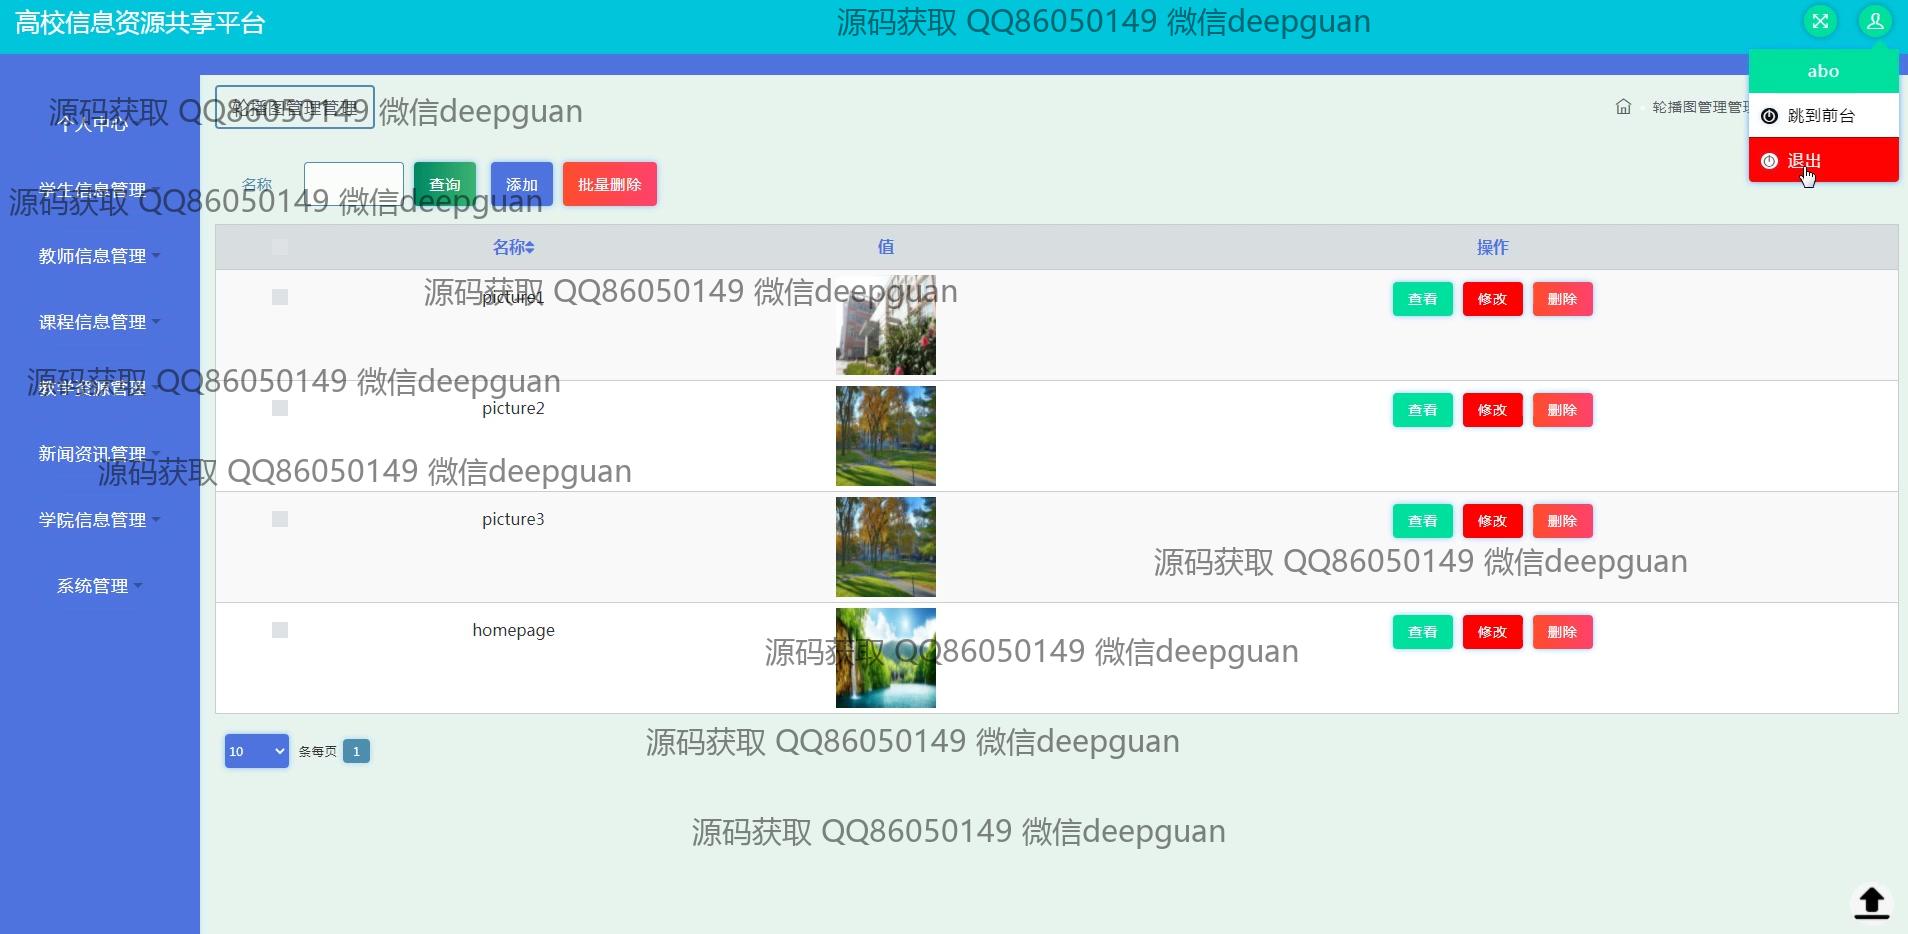 高校信息资源共享平台
源码获取 QQ86050149 微信deepguan
abo
跳到前台
退出
轮播图管理管理
轮播图管理管理
源码获取 QQ86050149 微信deepguan
个人中心
学生信息管理
教师信息管理
课程信息管理
教学资源管理
新闻资讯管理
学院信息管理
系统管理
名称 查询 添加 批量删除
源码获取 QQ86050149 微信deepguan
名称 值 操作
picture1 查看 修改 删除
源码获取 QQ86050149 微信deepguan
源码获取 QQ86050149 微信deepguan
picture2 查看 修改 删除
源码获取 QQ86050149 微信deepguan
picture3 查看 修改 删除
源码获取 QQ86050149 微信deepguan
homepage 查看 修改 删除
源码获取 QQ86050149 微信deepguan
10 条每页 1
源码获取 QQ86050149 微信deepguan
源码获取 QQ86050149 微信deepguan